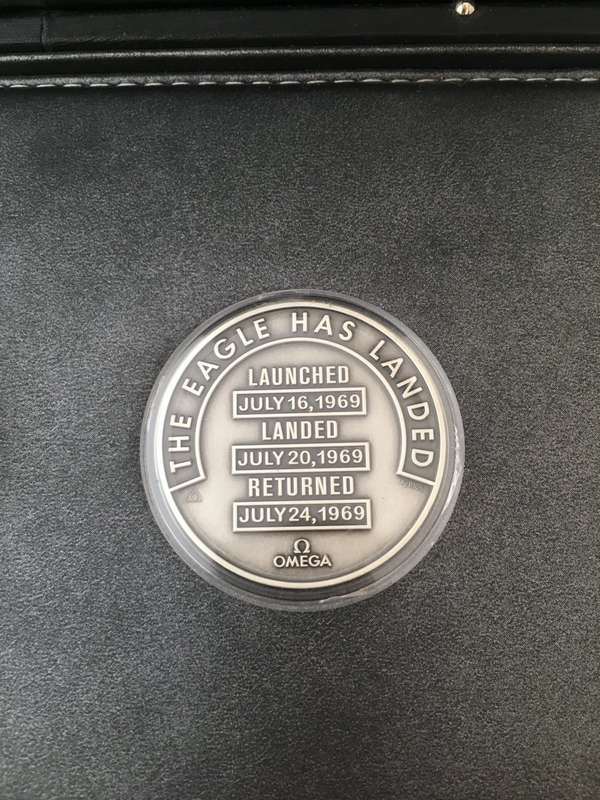 THE EAGLE HAS LANDED
LAUNCHED
JULY 16, 1969
LANDED
JULY 20, 1969
RETURNED
JULY 24, 1969
Ω
OMEGA